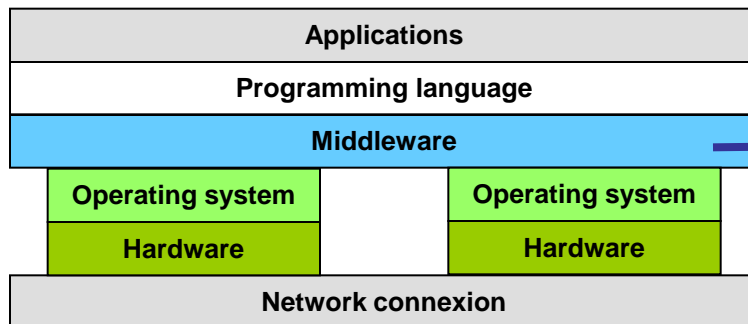 Applications
Programming language
Middleware
Operating system
Operating system
Hardware
Hardware
Network connexion